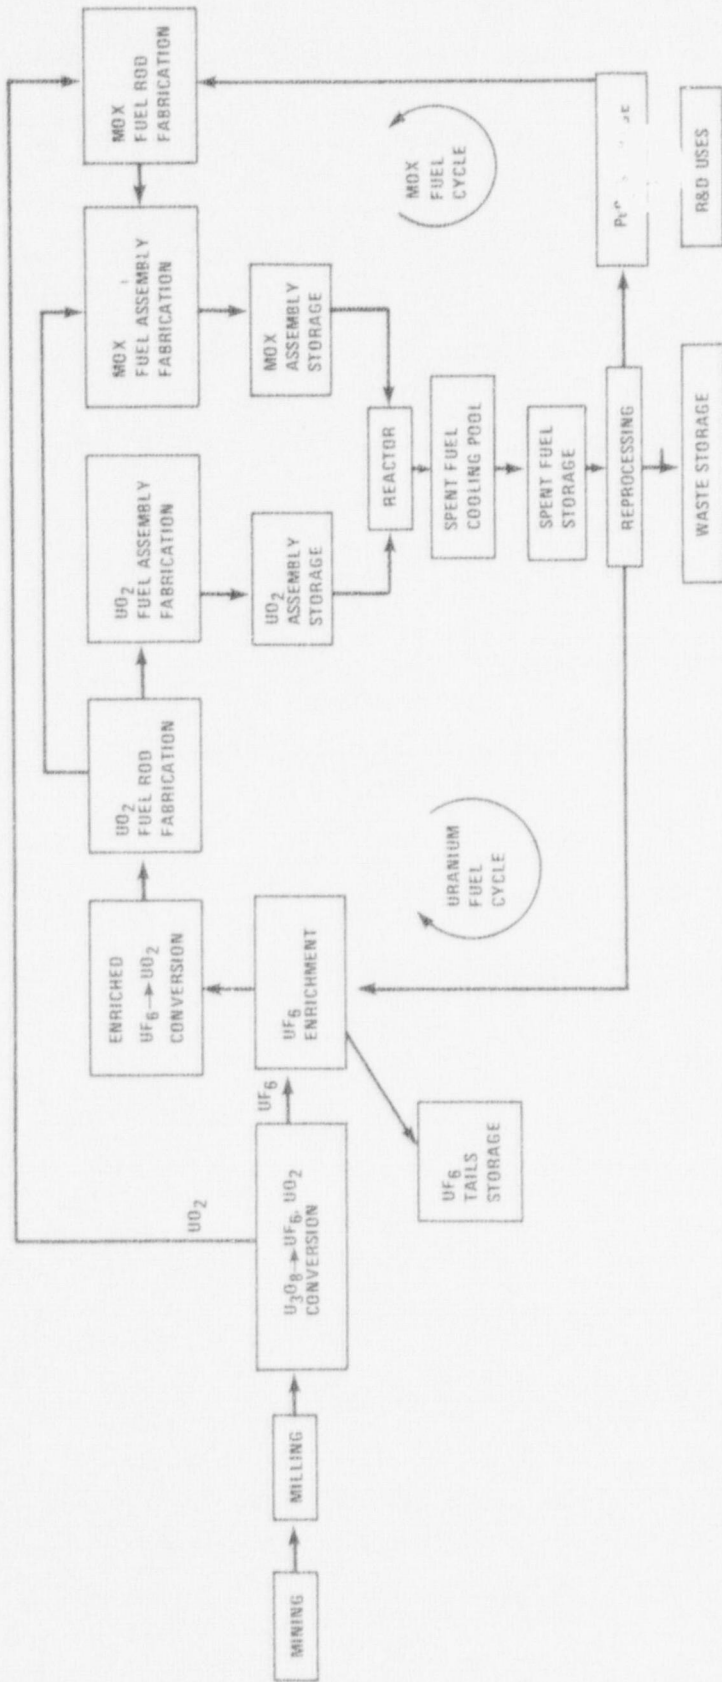 MINING
MILLING
U3O8→UF6, UO2
CONVERSION
UO2
UF6
UF6
ENRICHMENT
UF6
TAILS
STORAGE
ENRICHED
UF6→UO2
CONVERSION
UO2
FUEL ROD
FABRICATION
UO2
FUEL ASSEMBLY
FABRICATION
MOX
FUEL ASSEMBLY
FABRICATION
MOX
FUEL ROD
FABRICATION
UO2
ASSEMBLY
STORAGE
MOX
ASSEMBLY
STORAGE
REACTOR
SPENT FUEL
COOLING POOL
SPENT FUEL
STORAGE
REPROCESSING
WASTE STORAGE
R&D USES
URANIUM
FUEL
CYCLE
MOX
FUEL
CYCLE